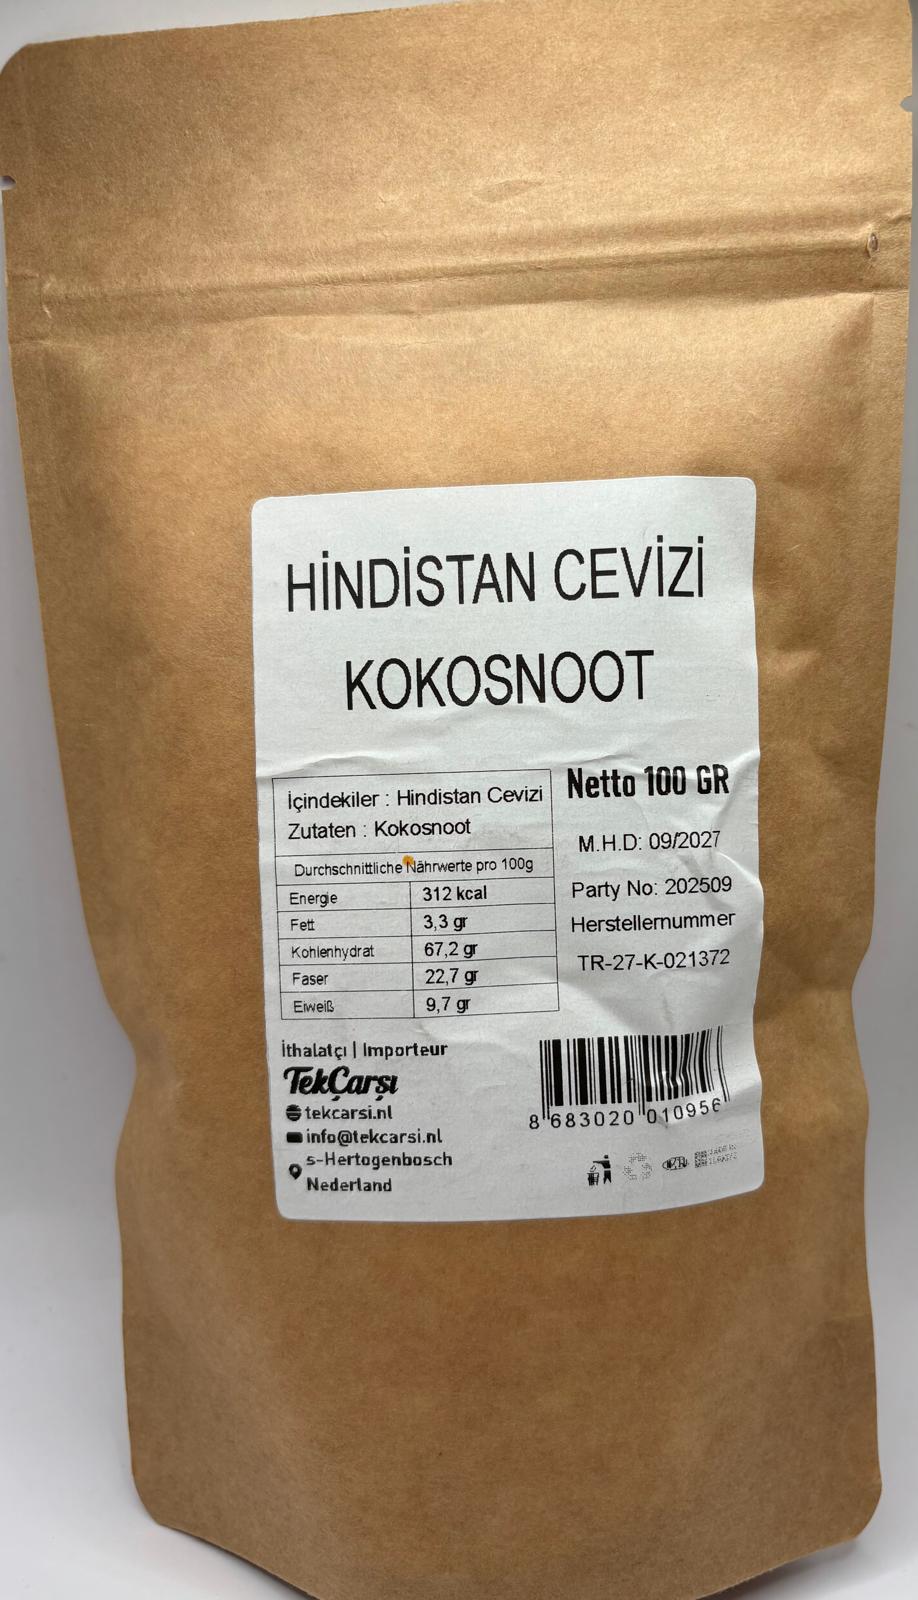 HİNDİSTAN CEVİZİ
KOKOSNOOT
İçindekiler : Hindistan Cevizi
Zutaten : Kokosnoot
Durchschnittliche Nährwerte pro 100g
Energie 312 kcal
Fett 3,3 gr
Kohlenhydrat 67,2 gr
Faser 22,7 gr
Eiweiß 9,7 gr
Netto 100 GR
M.H.D: 09/2027
Party No: 202509
Herstellernummer
TR-27-K-021372
İthalatçı | Importeur
TekÇarşı
tekcarsi.nl
info@tekcarsi.nl
s-Hertogenbosch
Nederland
8 683020 010956